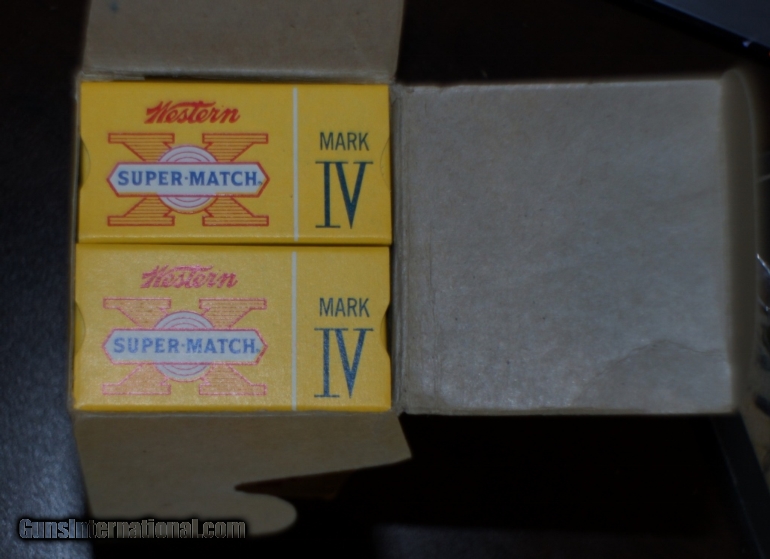 Western
X
SUPER·MATCH
MARK
IV
Western
X
SUPER·MATCH
MARK
IV
GunsInternational.com